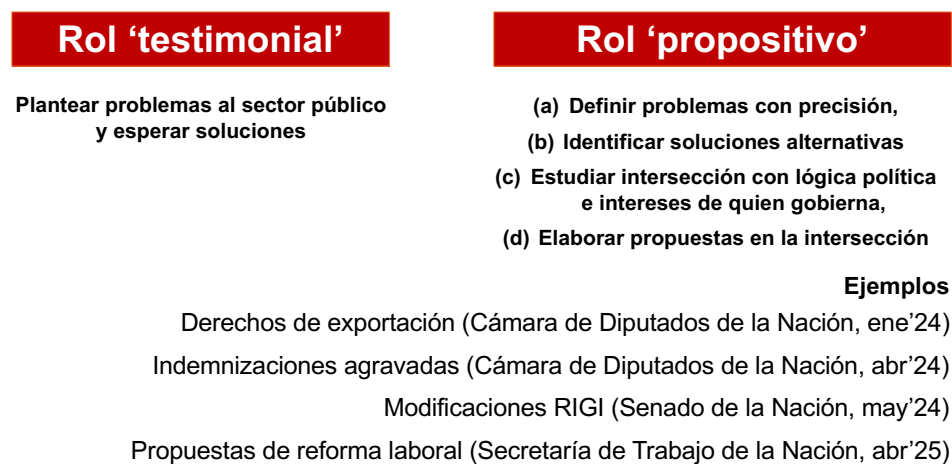 Rol ‘testimonial’
Plantear problemas al sector público
y esperar soluciones
Rol ‘propositivo’
(a) Definir problemas con precisión,
(b) Identificar soluciones alternativas
(c) Estudiar intersección con lógica política
e intereses de quien gobierna,
(d) Elaborar propuestas en la intersección
Ejemplos
Derechos de exportación (Cámara de Diputados de la Nación, ene’24)
Indemnizaciones agravadas (Cámara de Diputados de la Nación, abr’24)
Modificaciones RIGI (Senado de la Nación, may’24)
Propuestas de reforma laboral (Secretaría de Trabajo de la Nación, abr’25)